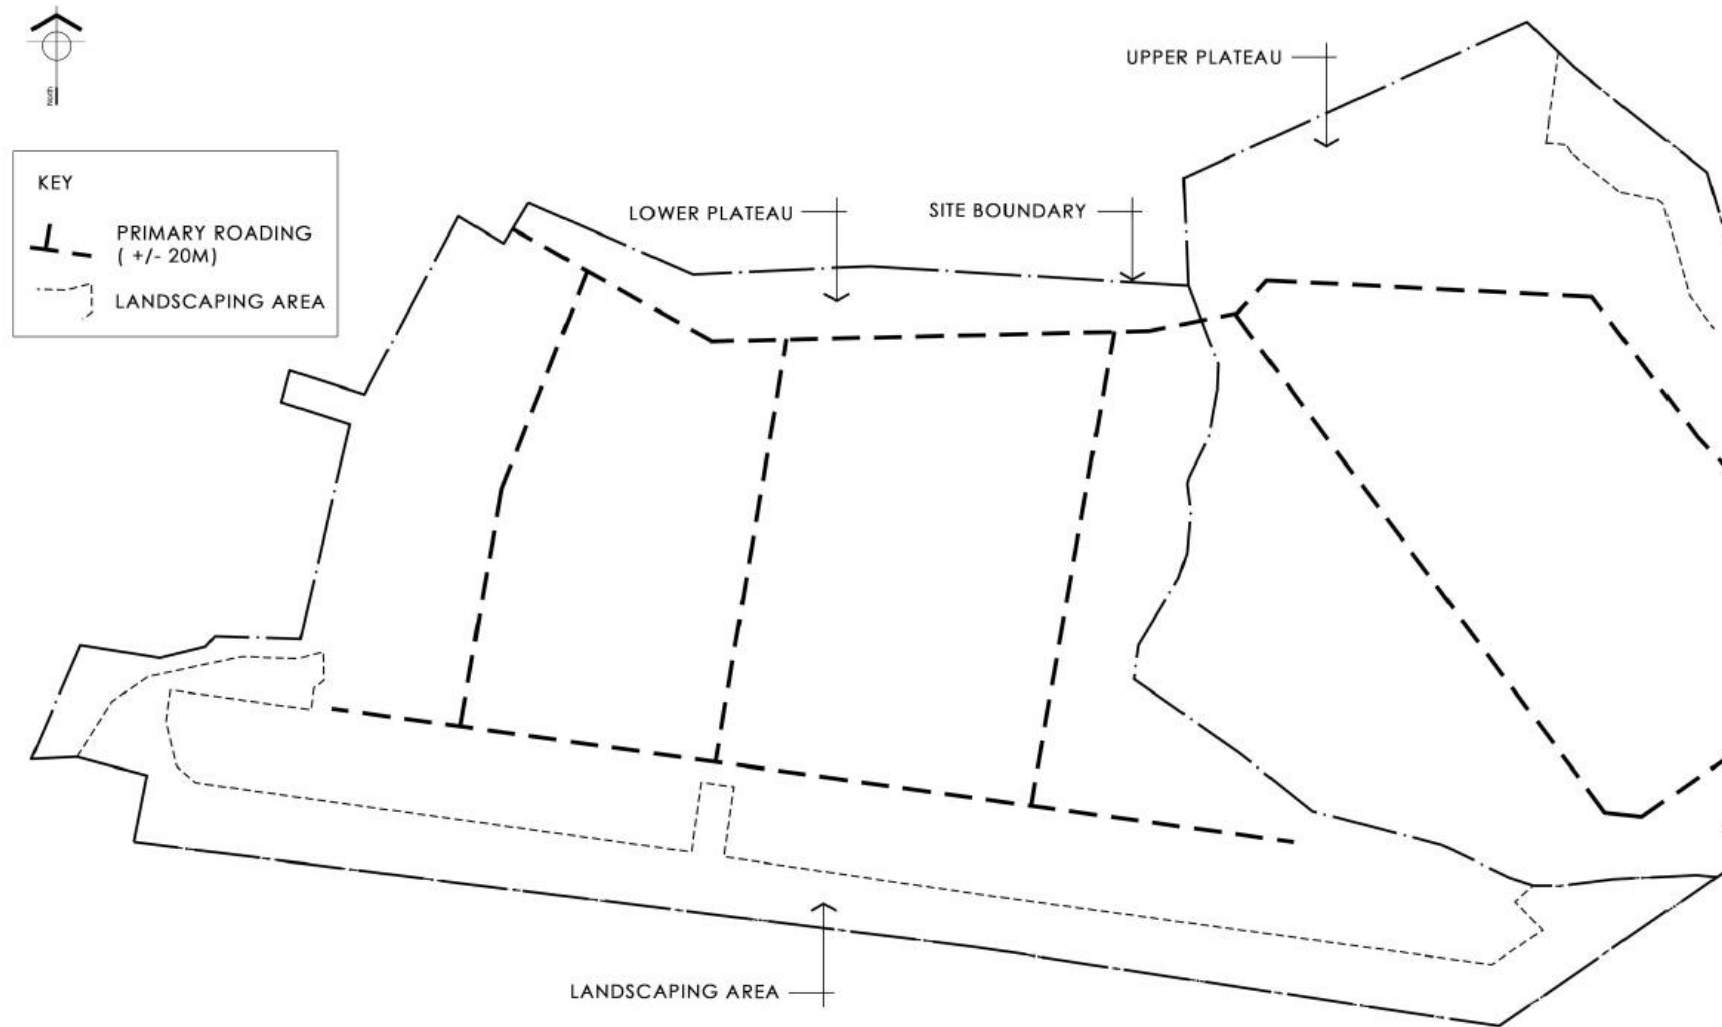 North
UPPER PLATEAU
LOWER PLATEAU
SITE BOUNDARY
KEY
PRIMARY ROADING
( +/- 20M)
LANDSCAPING AREA
LANDSCAPING AREA